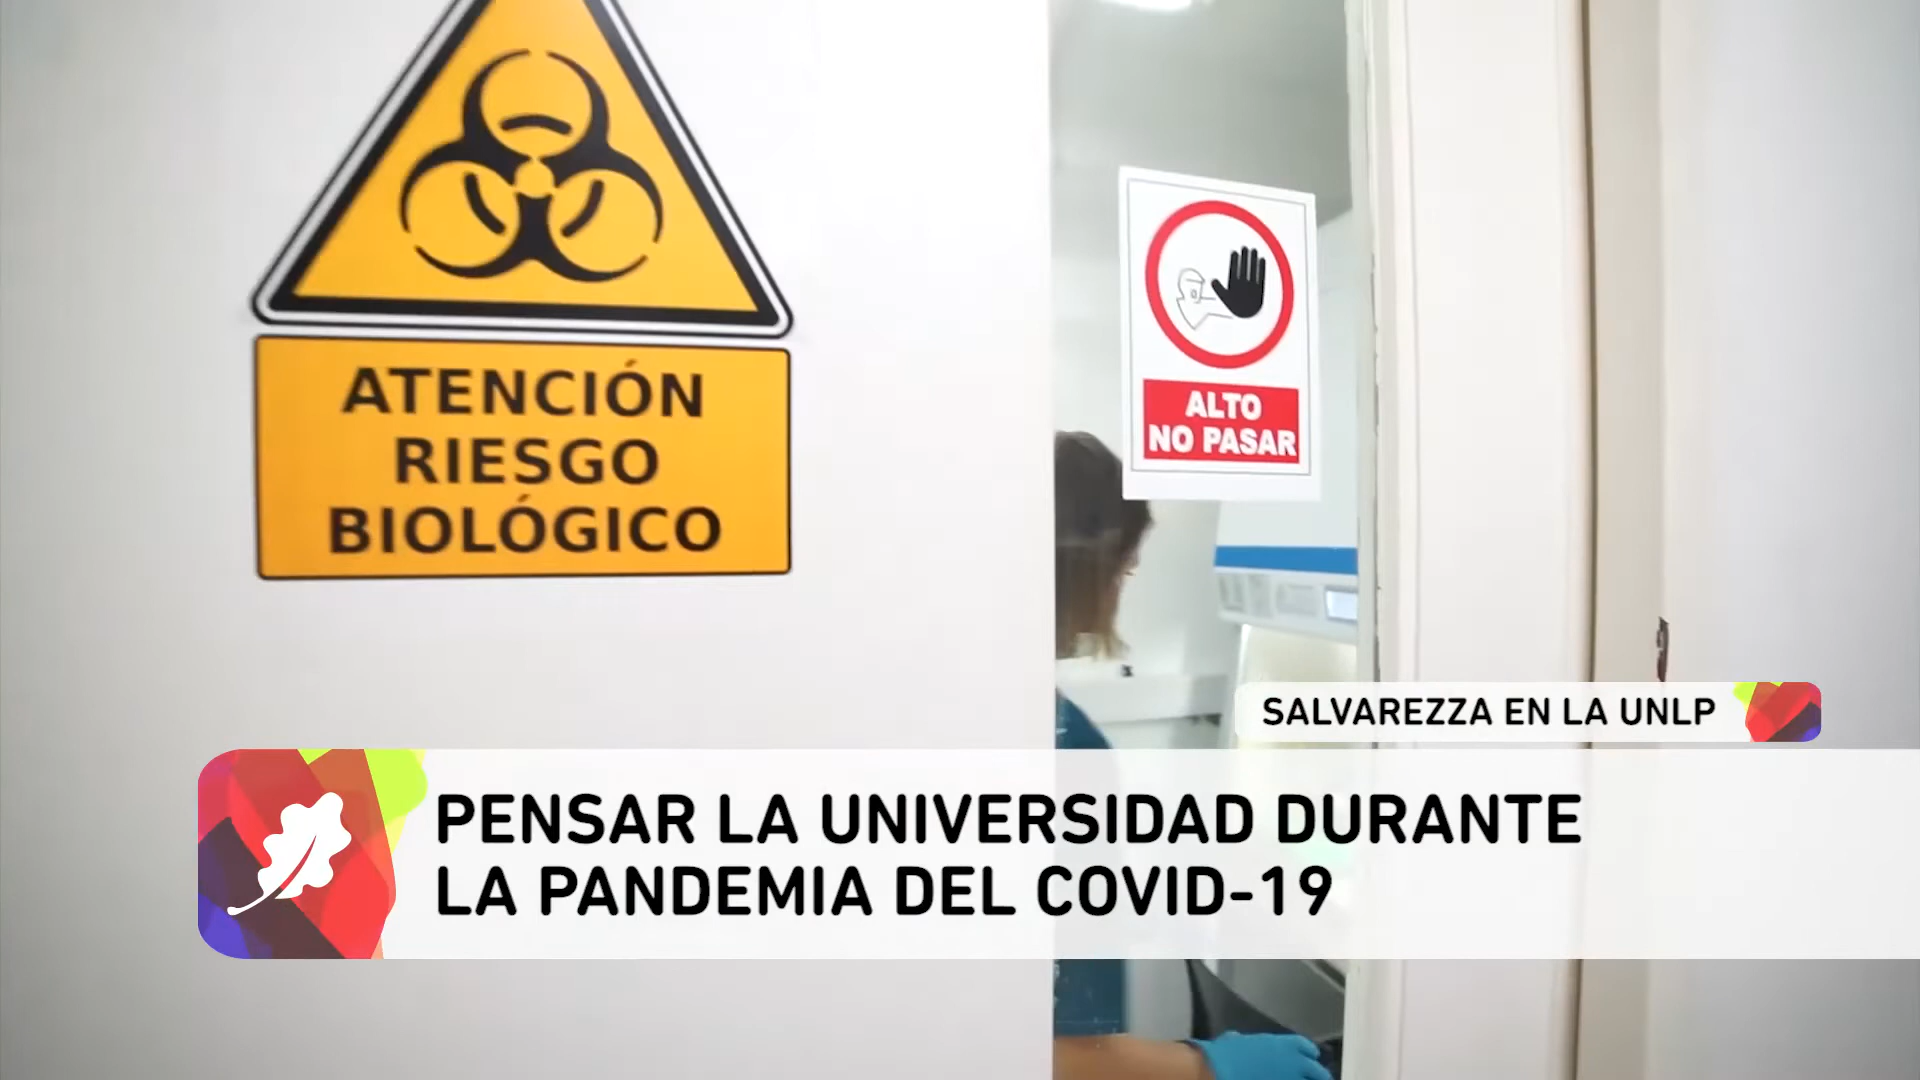 ATENCIÓN
RIESGO
BIOLÓGICO
ALTO
NO PASAR
SALVAREZZA EN LA UNLP
PENSAR LA UNIVERSIDAD DURANTE
LA PANDEMIA DEL COVID-19